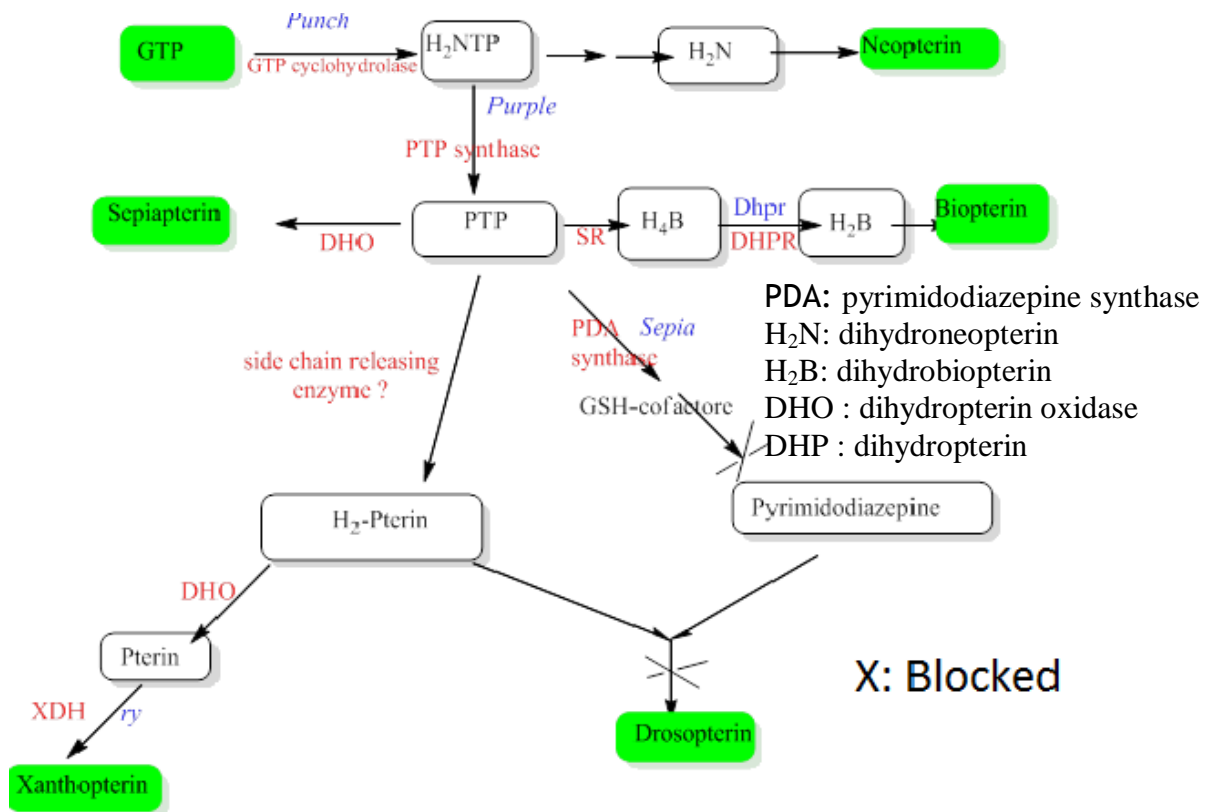 Punch
GTP
GTP cyclohydrolase
H₂NTP
H₂N
Neopterin
Purple
PTP synthase
Sepiapterin
DHO
PTP
SR
H₄B
Dhpr
DHPR
H₂B
Biopterin
side chain releasing
enzyme ?
PDA
synthase
Sepia
GSH-cofactore
PDA: pyrimidodiazepine synthase
H₂N: dihydroneopterin
H₂B: dihydrobiopterin
DHO : dihydropterin oxidase
DHP : dihydropterin
H₂-Pterin
Pyrimidodiazepine
DHO
Pterin
XDH
ry
Xanthopterin
Drosopterin
X: Blocked